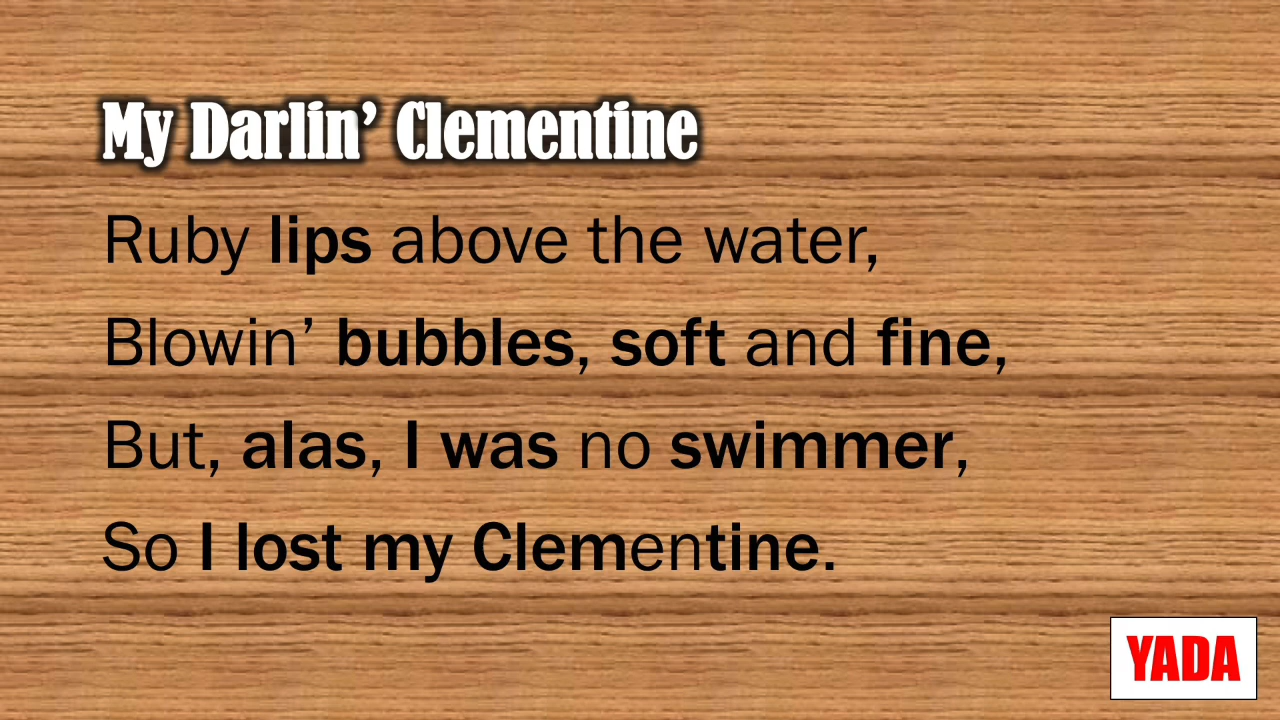 My Darlin’ Clementine
Ruby lips above the water,
Blowin’ bubbles, soft and fine,
But, alas, I was no swimmer,
So I lost my Clementine.
YADA